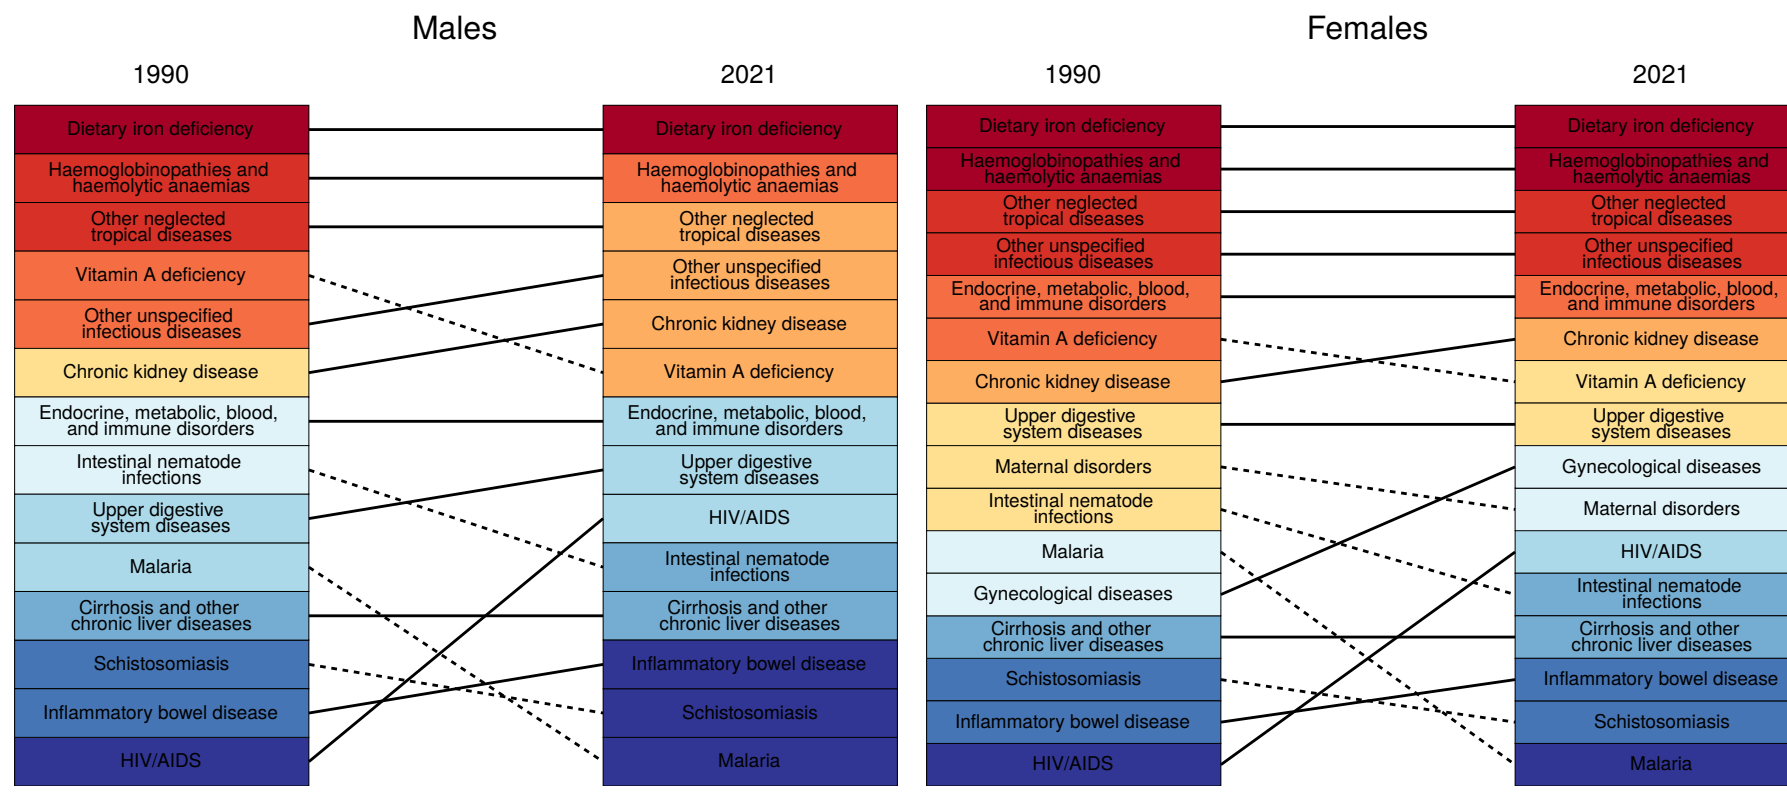 Males
1990
2021
Dietary iron deficiency
Haemoglobinopathies and
haemolytic anaemias
Other neglected
tropical diseases
Vitamin A deficiency
Other unspecified
infectious diseases
Chronic kidney disease
Endocrine, metabolic, blood,
and immune disorders
Intestinal nematode
infections
Upper digestive
system diseases
Malaria
Cirrhosis and other
chronic liver diseases
Schistosomiasis
Inflammatory bowel disease
HIV/AIDS
Dietary iron deficiency
Haemoglobinopathies and
haemolytic anaemias
Other neglected
tropical diseases
Other unspecified
infectious diseases
Chronic kidney disease
Vitamin A deficiency
Endocrine, metabolic, blood,
and immune disorders
Upper digestive
system diseases
HIV/AIDS
Intestinal nematode
infections
Cirrhosis and other
chronic liver diseases
Inflammatory bowel disease
Schistosomiasis
Malaria
Females
1990
2021
Dietary iron deficiency
Haemoglobinopathies and
haemolytic anaemias
Other neglected
tropical diseases
Other unspecified
infectious diseases
Endocrine, metabolic, blood,
and immune disorders
Vitamin A deficiency
Chronic kidney disease
Upper digestive
system diseases
Maternal disorders
Intestinal nematode
infections
Malaria
Gynecological diseases
Cirrhosis and other
chronic liver diseases
Schistosomiasis
Inflammatory bowel disease
HIV/AIDS
Dietary iron deficiency
Haemoglobinopathies and
haemolytic anaemias
Other neglected
tropical diseases
Other unspecified
infectious diseases
Endocrine, metabolic, blood,
and immune disorders
Chronic kidney disease
Vitamin A deficiency
Upper digestive
system diseases
Gynecological diseases
Maternal disorders
HIV/AIDS
Intestinal nematode
infections
Cirrhosis and other
chronic liver diseases
Inflammatory bowel disease
Schistosomiasis
Malaria